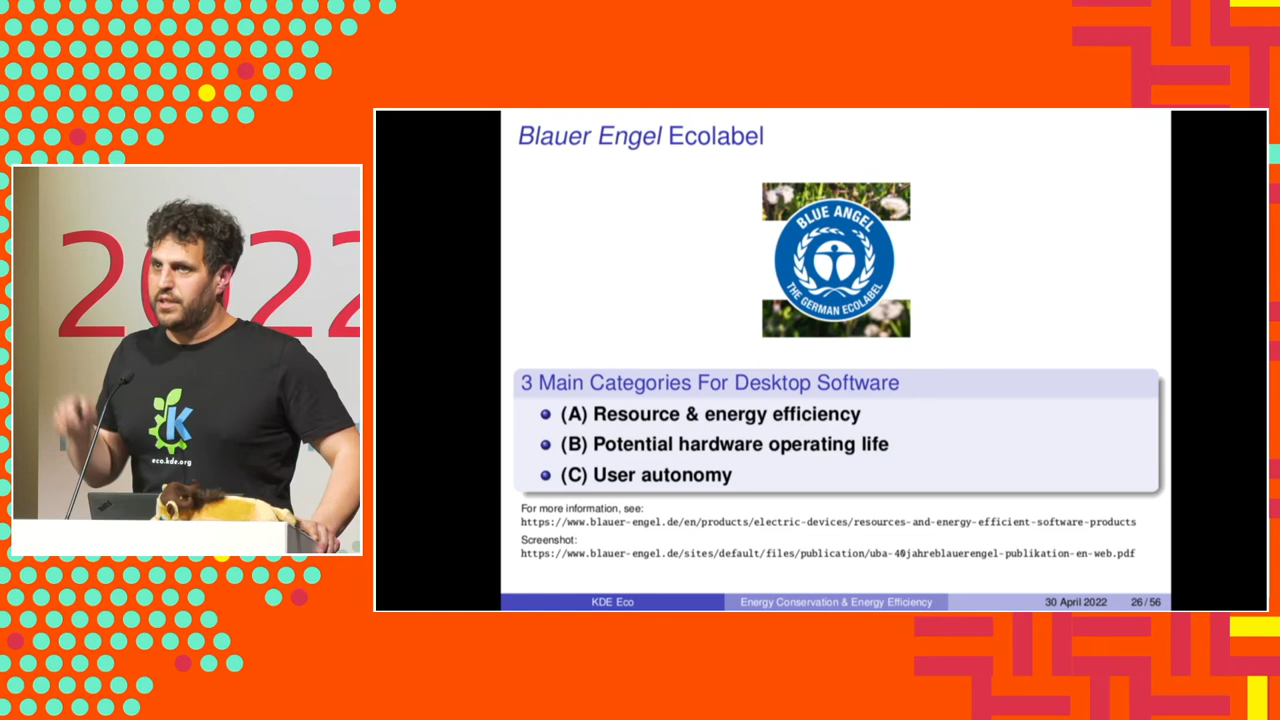 2022
K
eco.kde.org
Blauer Engel Ecolabel
BLUE ANGEL
THE GERMAN ECOLABEL
3 Main Categories For Desktop Software
(A) Resource & energy efficiency
(B) Potential hardware operating life
(C) User autonomy
For more information, see:
https://www.blauer-engel.de/en/products/electric-devices/resources-and-energy-efficient-software-products
Screenshot:
https://www.blauer-engel.de/sites/default/files/publication/uba-40jahreblauerengel-publikation-en-web.pdf
KDE Eco
Energy Conservation & Energy Efficiency
30 April 2022
26 / 56